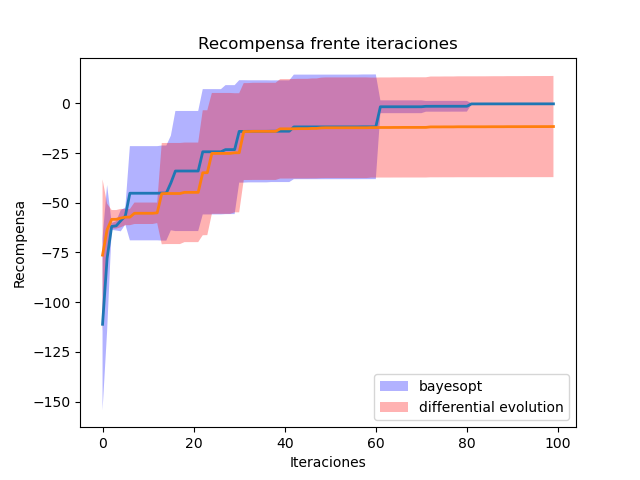 Recompensa frente iteraciones
0
−25
−50
−75
−100
−125
−150
Recompensa
0 20 40 60 80 100
Iteraciones
bayesopt
differential evolution